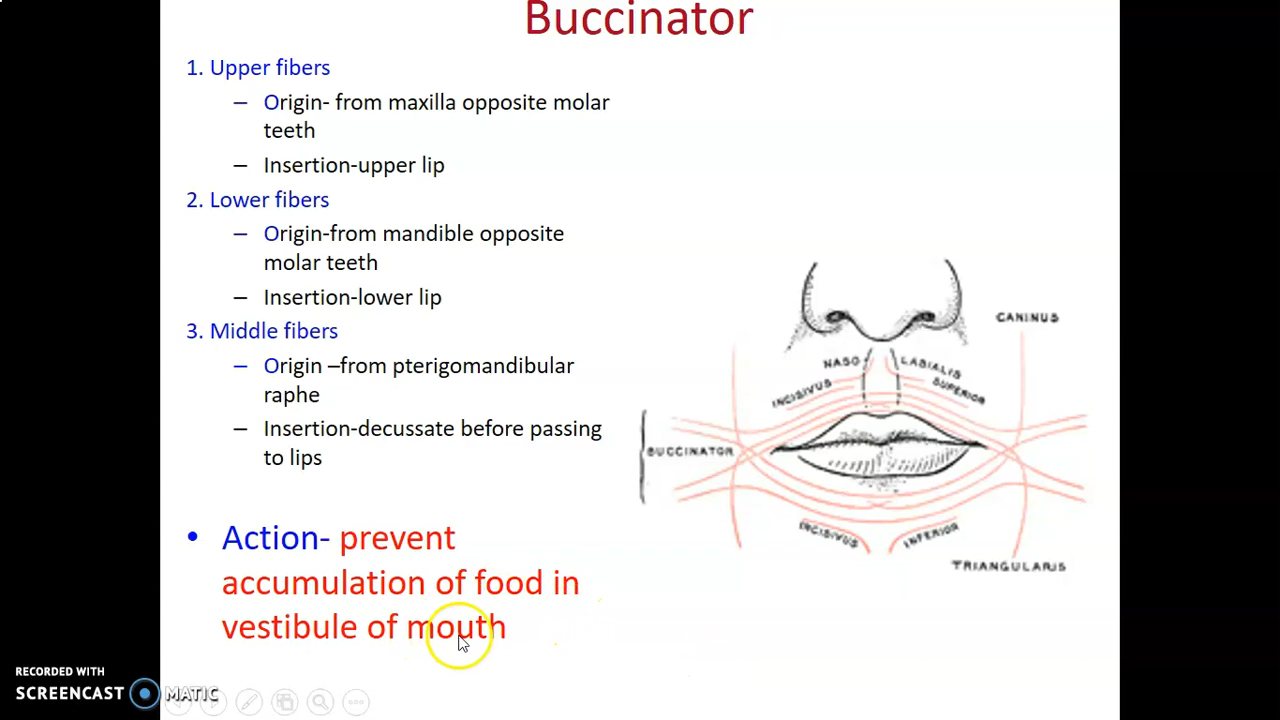 Buccinator
1. Upper fibers
– Origin- from maxilla opposite molar
teeth
– Insertion-upper lip
2. Lower fibers
– Origin-from mandible opposite
molar teeth
– Insertion-lower lip
3. Middle fibers
– Origin –from pterigomandibular
raphe
– Insertion-decussate before passing
to lips
• Action- prevent
accumulation of food in
vestibule of mouth
CANINUS
NASO LABIALIS
INCISIVUS SUPERIOR
BUCCINATOR
INCISIVUS INFERIOR
TRIANGULARIS
RECORDED WITH
SCREENCAST MATIC